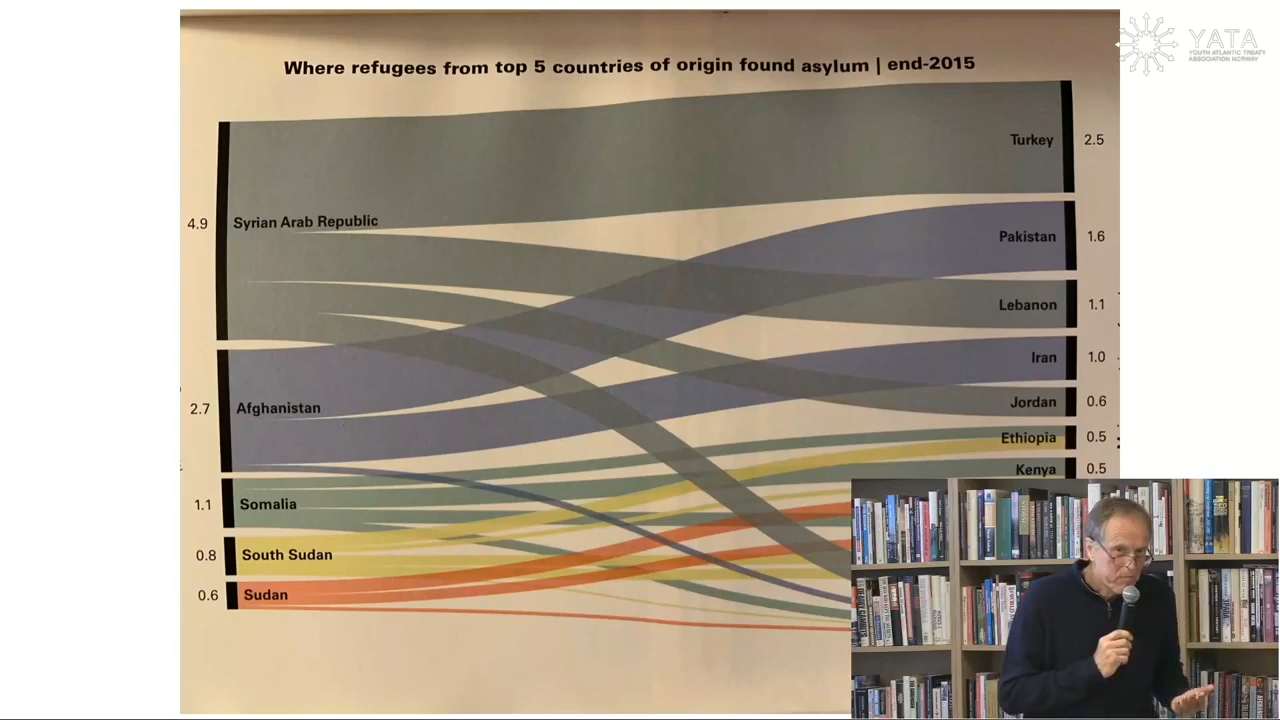 YATA
YOUTH ATLANTIC TREATY
ASSOCIATION NORWAY
Where refugees from top 5 countries of origin found asylum | end-2015
Turkey 2.5
4.9 Syrian Arab Republic
Pakistan 1.6
Lebanon 1.1
Iran 1.0
Jordan 0.6
2.7 Afghanistan
Ethiopia 0.5
Kenya 0.5
1.1 Somalia
0.8 South Sudan
0.6 Sudan